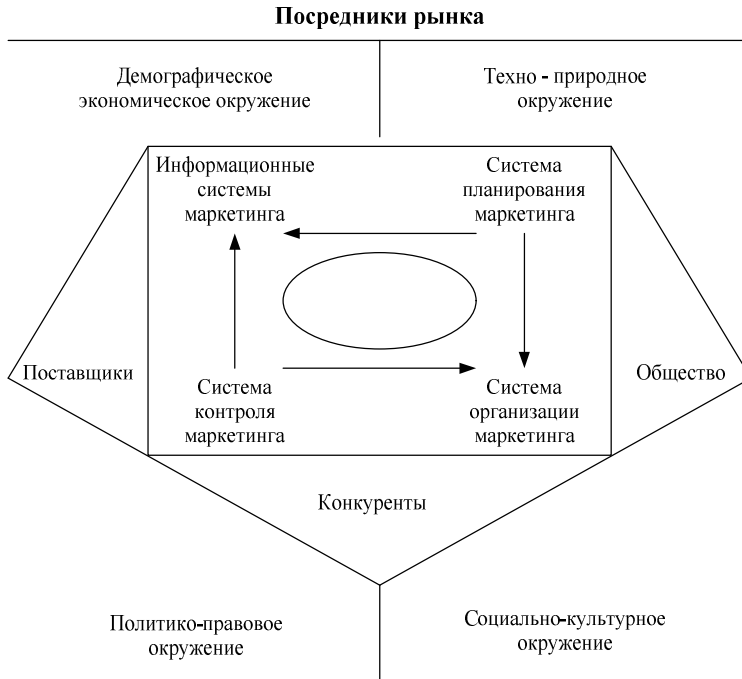 Посредники рынка
Демографическое
экономическое окружение
Техно - природное
окружение
Информационные
системы
маркетинга
Система
планирования
маркетинга
Поставщики
Общество
Система
контроля
маркетинга
Система
организации
маркетинга
Конкуренты
Политико-правовое
окружение
Социально-культурное
окружение